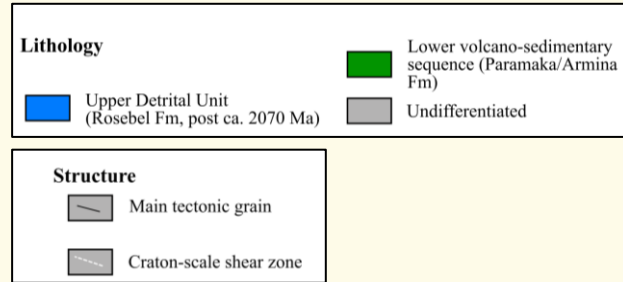 Lithology
Upper Detrital Unit
(Rosebel Fm, post ca. 2070 Ma)
Lower volcano-sedimentary
sequence (Paramaka/Armina
Fm)
Undifferentiated
Structure
Main tectonic grain
Craton-scale shear zone